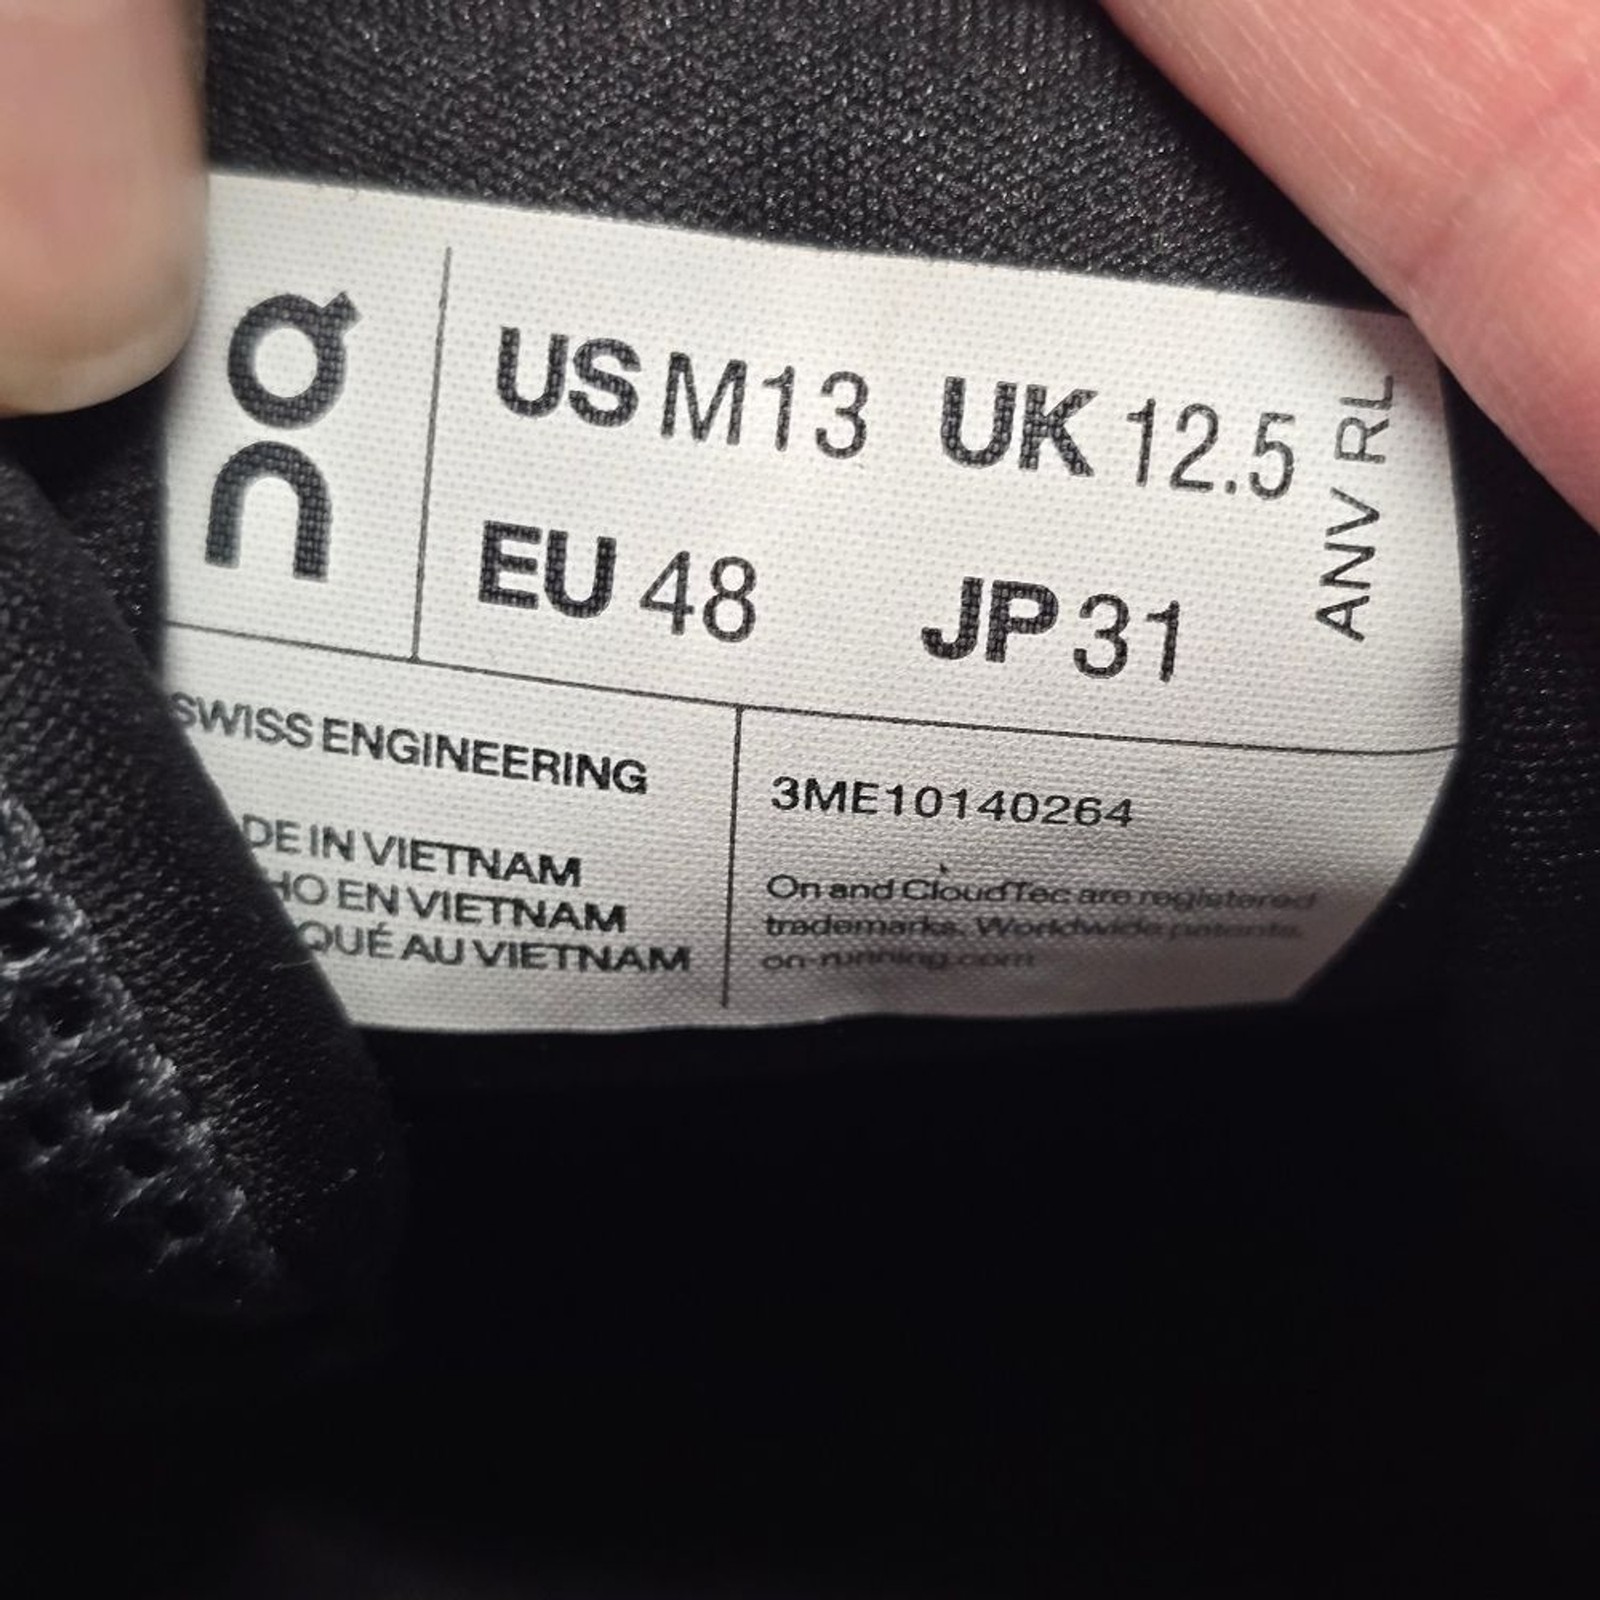 On
US M13 UK 12.5
EU 48 JP 31
ANV RL
SWISS ENGINEERING
DE IN VIETNAM
HO EN VIETNAM
QUÉ AU VIETNAM
3ME10140264
On and CloudTec are registered
trademarks. Worldwide patents.
on-running.com